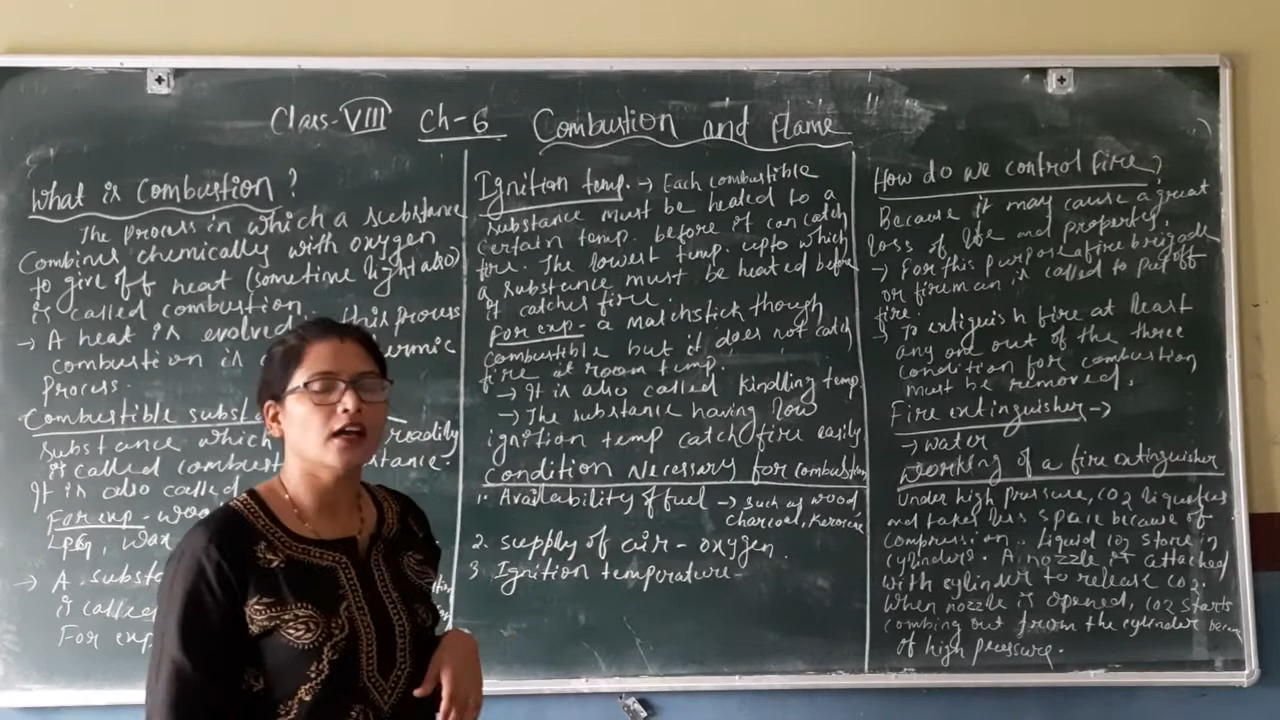 Class-VIII Ch-6 Combustion and Flame
What is Combustion?
The Process in which a substance
Combines chemically with oxygen
to give off heat (sometime light also)
is called combustion.
→ A heat is evolved this process
combustion is ermic
Process.
Combustible subst
substance which readily
is called combust stance.
It is also called
For exp - woo
LPG, wax
→ A substa
is called
For exp.
Ignition temp. → Each combustible
substance must be heated to a
certain temp. before it can catch
fire. The lowest temp. upto which
a substance must be heated before
it catches fire.
For exp - a matchstick though
combustible but it does not catch
fire at room temp.
→ It is also called kindling temp.
→ The substance having low
ignition temp catch fire easily
Condition Necessary for combustion
1. Availability of fuel → such as wood,
charcoal, Kerosene
2. supply of air - oxygen.
3. Ignition temperature -
How do we control fire?
Because it may cause a great
loss of life and property.
→ For this purpose a fire brigade
or fireman is called to put off
fire.
→ To extiguish fire at least
any one out of the three
condition for combustion
must be removed.
Fire extinguisher →
→ water
Working of a fire extinguisher
Under high pressure, CO2 liquefies
and takes less space because of
compression. Liquid CO2 store in
cylinders. A nozzle is attached
with cylinder to release CO2.
When nozzle is opened, CO2 starts
combing out from the cylinder becau
of high pressure.